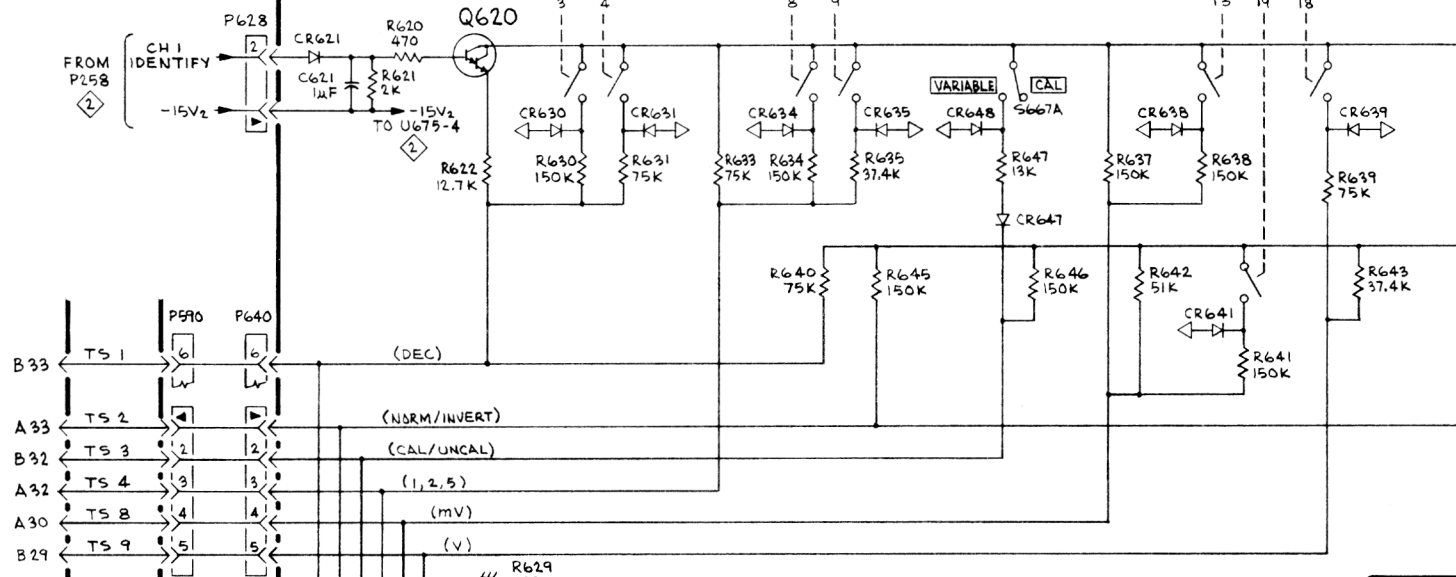 3
4
8
9
15
19
18
P628
Q620
CR621
R620
470
CH 1
IDENTIFY
2
FROM
P258
2
C621
1µF
R621
2K
-15V2
-15V2
TO U675-4
2
VARIABLE
CAL
S667A
CR630
CR631
CR634
CR635
CR648
CR638
CR639
R622
12.7K
R630
150K
R631
75K
R633
75K
R634
150K
R635
37.4K
R647
13K
R637
150K
R638
150K
R639
75K
CR647
R640
75K
R645
150K
R646
150K
R642
51K
R643
37.4K
CR641
R641
150K
P590
P640
B33
TS 1
6
6
(DEC)
A33
TS 2
(NORM/INVERT)
B32
TS 3
2
2
(CAL/UNCAL)
A32
TS 4
3
3
(1,2,5)
A30
TS 8
4
4
(mV)
B29
TS 9
5
5
(V)
R629